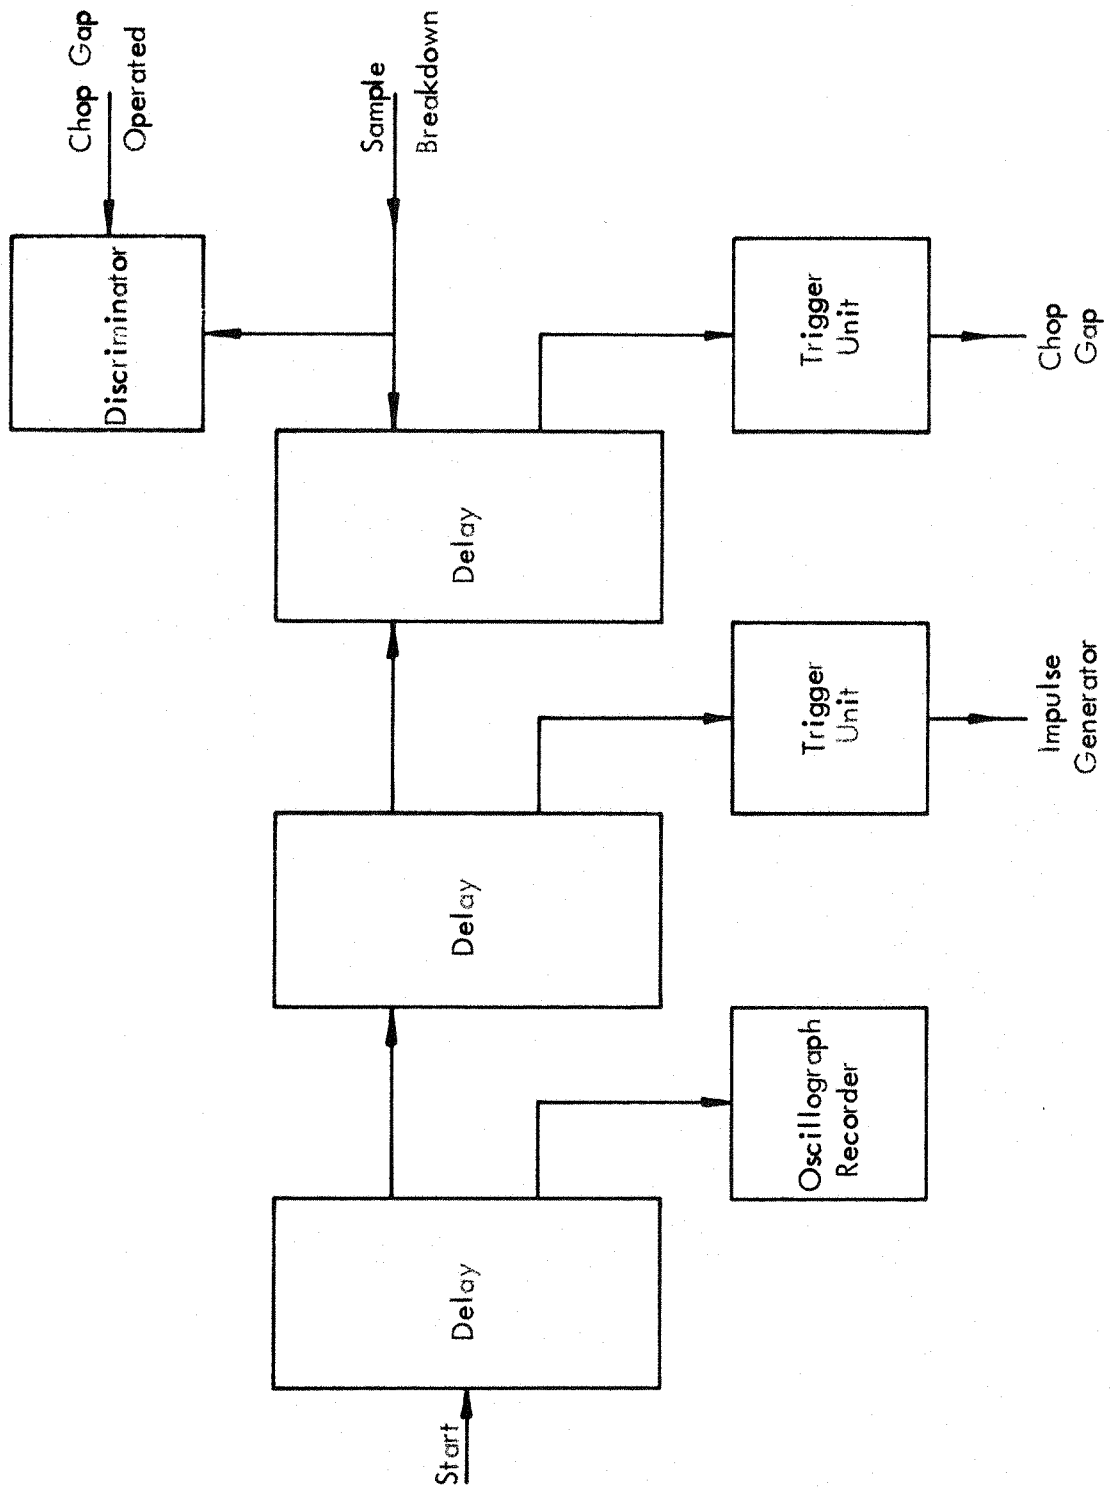 Start
Delay
Oscillograph
Recorder
Delay
Trigger
Unit
Impulse
Generator
Delay
Trigger
Unit
Chop
Gap
Discriminator
Chop Gap
Operated
Sample
Breakdown